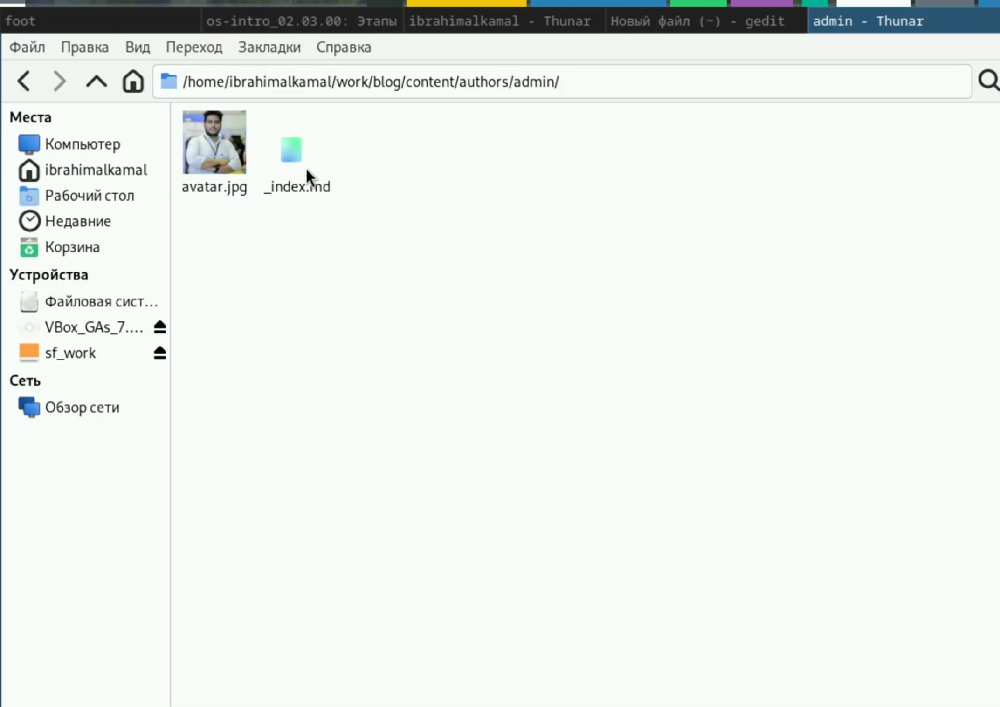 foot
os-intro_02.03.00: Этапы
ibrahimalkamal - Thunar
Новый файл (~) - gedit
admin - Thunar
Файл Правка Вид Переход Закладки Справка
/home/ibrahimalkamal/work/blog/content/authors/admin/
Места
Компьютер
ibrahimalkamal
Рабочий стол
Недавние
Корзина
Устройства
Файловая сист...
VBox_GAs_7....
sf_work
Сеть
Обзор сети
avatar.jpg
_index.md